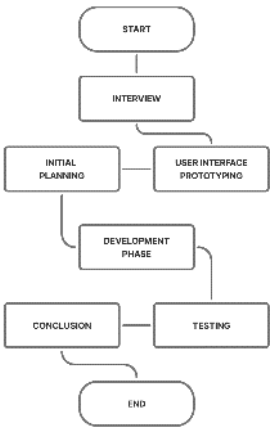 START
INTERVIEW
INITIAL
PLANNING
USER INTERFACE
PROTOTYPING
DEVELOPMENT
PHASE
CONCLUSION
TESTING
END